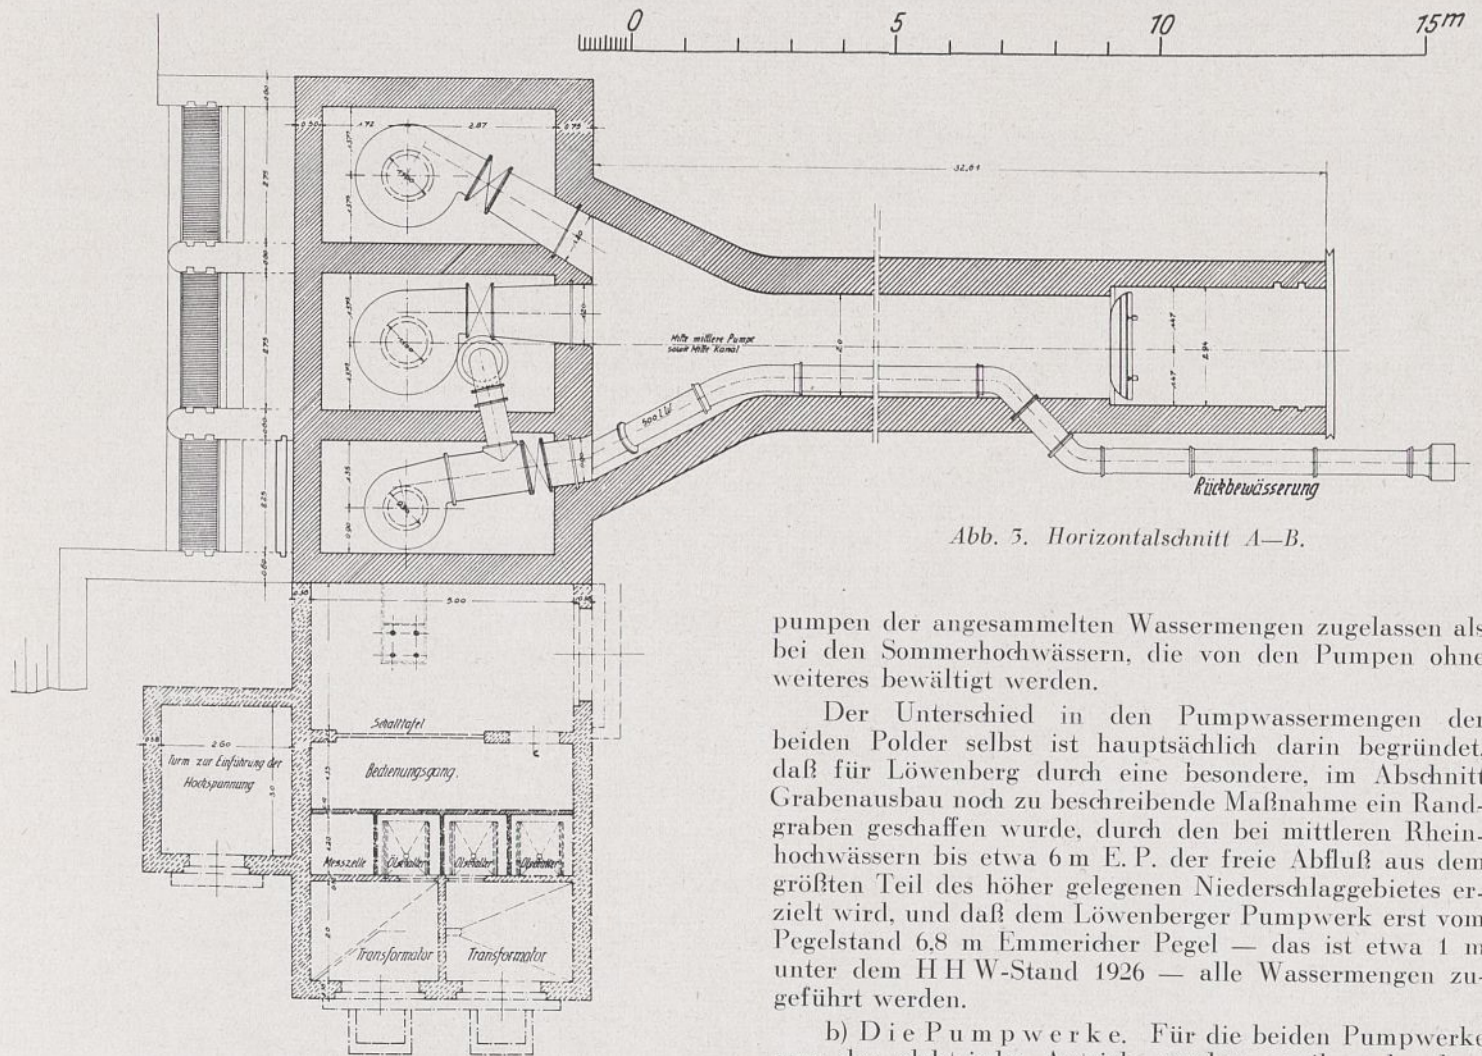 0 5 10 15 m
32,61
Mitte mittlere Pumpe
sowie Mitte Kanal
500 LW
Rückbewässerung
Abb. 3. Horizontalschnitt A—B.
5.00
Schalttafel
Bedienungsgang.
2.60
Turm zur Einführung der
Hochspannung
Messzelle Ölschalter Ölschalter Ölschalter
Transformator Transformator
pumpen der angesammelten Wassermengen zugelassen als
bei den Sommerhochwässern, die von den Pumpen ohne
weiteres bewältigt werden.
Der Unterschied in den Pumpwassermengen der
beiden Polder selbst ist hauptsächlich darin begründet,
daß für Löwenberg durch eine besondere, im Abschnitt
Grabenausbau noch zu beschreibende Maßnahme ein Rand-
graben geschaffen wurde, durch den bei mittleren Rhein-
hochwässern bis etwa 6 m E. P. der freie Abfluß aus dem
größten Teil des höher gelegenen Niederschlaggebietes er-
zielt wird, und daß dem Löwenberger Pumpwerk erst vom
Pegelstand 6,8 m Emmericher Pegel — das ist etwa 1 m
unter dem H H W-Stand 1926 — alle Wassermengen zu-
geführt werden.
b) Die Pumpwerke. Für die beiden Pumpwerke